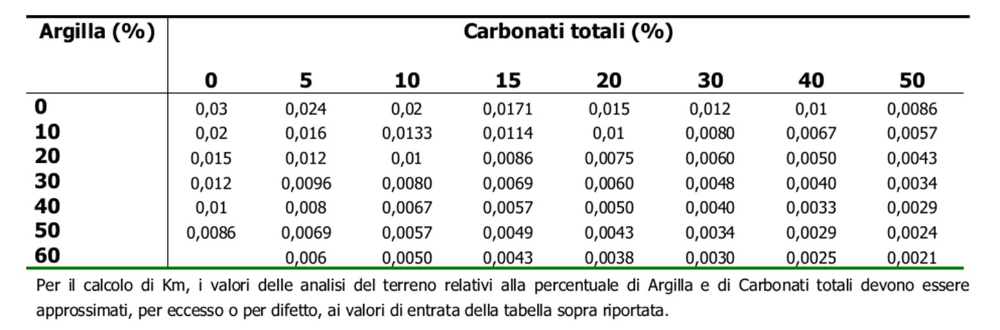 Argilla (%) Carbonati totali (%)
0 5 10 15 20 30 40 50
0 0,03 0,024 0,02 0,0171 0,015 0,012 0,01 0,0086
10 0,02 0,016 0,0133 0,0114 0,01 0,0080 0,0067 0,0057
20 0,015 0,012 0,01 0,0086 0,0075 0,0060 0,0050 0,0043
30 0,012 0,0096 0,0080 0,0069 0,0060 0,0048 0,0040 0,0034
40 0,01 0,008 0,0067 0,0057 0,0050 0,0040 0,0033 0,0029
50 0,0086 0,0069 0,0057 0,0049 0,0043 0,0034 0,0029 0,0024
60 0,006 0,0050 0,0043 0,0038 0,0030 0,0025 0,0021
Per il calcolo di Km, i valori delle analisi del terreno relativi alla percentuale di Argilla e di Carbonati totali devono essere
approssimati, per eccesso o per difetto, ai valori di entrata della tabella sopra riportata.